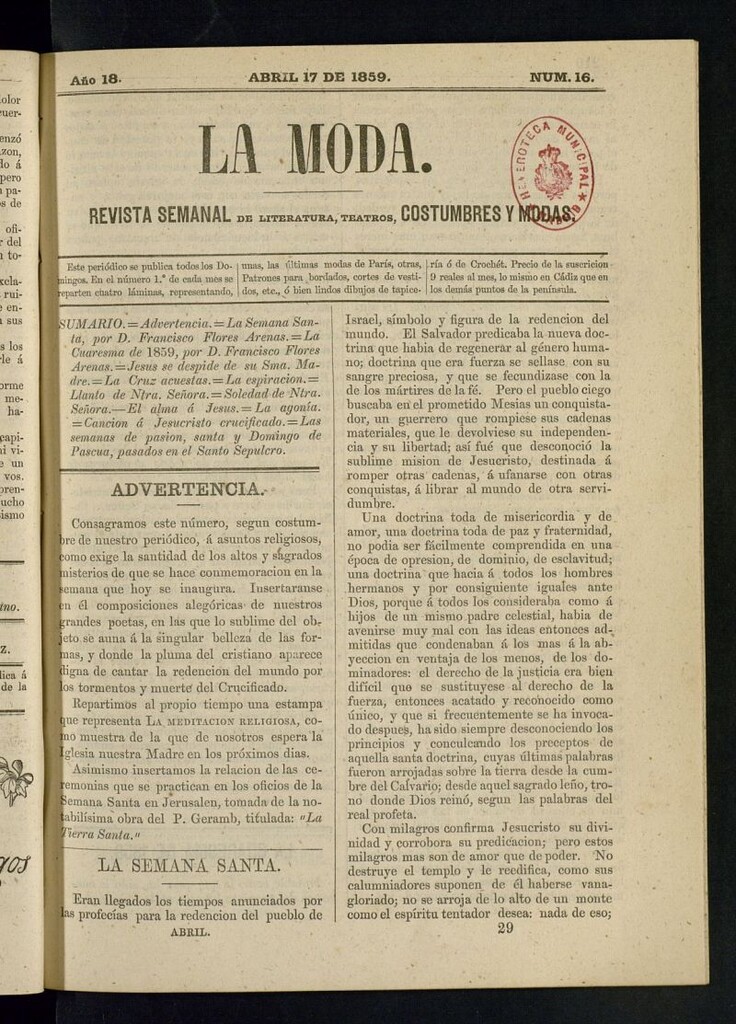 Año 18.
ABRIL 17 DE 1859.
NUM. 16.
LA MODA.
HEMEROTECA MUNICIPAL
REVISTA SEMANAL DE LITERATURA, TEATROS, COSTUMBRES Y MODAS.
Este periódico se publica todos los Do-
mingos. En el número 1.º de cada mes se
reparten cuatro láminas, representando,
unas, las últimas modas de París, otras,
Patrones para bordados, cortes de vesti-
dos, etc., ó bien lindos dibujos de tapice-
ría ó de Crochét. Precio de la suscricion
9 reales al mes, lo mismo en Cádiz que en
los demás puntos de la península.
SUMARIO.=Advertencia.=La Semana San-
ta, por D. Francisco Flores Arenas.=La
Cuaresma de 1859, por D. Francisco Flores
Arenas.=Jesus se despide de su Sma. Ma-
dre.=La Cruz acuestas.=La espiracion.=
Llanto de Ntra. Señora.=Soledad de Ntra.
Señora.—El alma á Jesus.=La agonía.
=Cancion á Jesucristo crucificado.=Las
semanas de pasion, santa y Domingo de
Pascua, pasados en el Santo Sepulcro.
ADVERTENCIA.
Consagramos este número, segun costum-
bre de nuestro periódico, á asuntos religiosos,
como exige la santidad de los altos y sagrados
misterios de que se hace conmemoracion en la
semana que hoy se inaugura. Insertaranse
en él composiciones alegóricas de nuestros
grandes poetas, en las que lo sublime del ob-
jeto se auna á la singular belleza de las for-
mas, y donde la pluma del cristiano aparece
digna de cantar la redencion del mundo por
los tormentos y muerte del Crucificado.
Repartimos al propio tiempo una estampa
que representa LA MEDITACION RELIGIOSA, co-
mo muestra de la que de nosotros espera la
Iglesia nuestra Madre en los próximos dias.
Asimismo insertamos la relacion de las ce-
remonias que se practican en los oficios de la
Semana Santa en Jerusalen, tomada de la no-
tabilísima obra del P. Geramb, titulada: "La
Tierra Santa."
LA SEMANA SANTA.
Eran llegados los tiempos anunciados por
las profecías para la redencion del pueblo de
ABRIL.
Israel, símbolo y figura de la redencion del
mundo. El Salvador predicaba la nueva doc-
trina que habia de regenerar al género huma-
no; doctrina que era fuerza se sellase con su
sangre preciosa, y que se fecundizase con la
de los mártires de la fé. Pero el pueblo ciego
buscaba en el prometido Mesias un conquista-
dor, un guerrero que rompiese sus cadenas
materiales, que le devolviese su independen-
cia y su libertad; así fué que desconoció la
sublime mision de Jesucristo, destinada á
romper otras cadenas, á ufanarse con otras
conquistas, á librar al mundo de otra servi-
dumbre.
Una doctrina toda de misericordia y de
amor, una doctrina toda de paz y fraternidad,
no podia ser fácilmente comprendida en una
época de opresion, de dominio, de esclavitud;
una doctrina que hacia á todos los hombres
hermanos y por consiguiente iguales ante
Dios, porque á todos los consideraba como á
hijos de un mismo padre celestial, habia de
avenirse muy mal con las ideas entonces ad-
mitidas que condenaban á los mas á la ab-
yeccion en ventaja de los menos, de los do-
minadores: el derecho de la justicia era bien
difícil que se sustituyese al derecho de la
fuerza, entonces acatado y reconocido como
único, y que si frecuentemente se ha invoca-
do despues, ha sido siempre desconociendo los
principios y conculcando los preceptos de
aquella santa doctrina, cuyas últimas palabras
fueron arrojadas sobre la tierra desde la cum-
bre del Calvario; desde aquel sagrado leño, tro-
no donde Dios reinó, segun las palabras del
real profeta.
Con milagros confirma Jesucristo su divi-
nidad y corrobora su predicacion; pero estos
milagros mas son de amor que de poder. No
destruye el templo y le reedifica, como sus
calumniadores suponen de él haberse vana-
gloriado; no se arroja de lo alto de un monte
como el espíritu tentador desea: nada de eso;
29